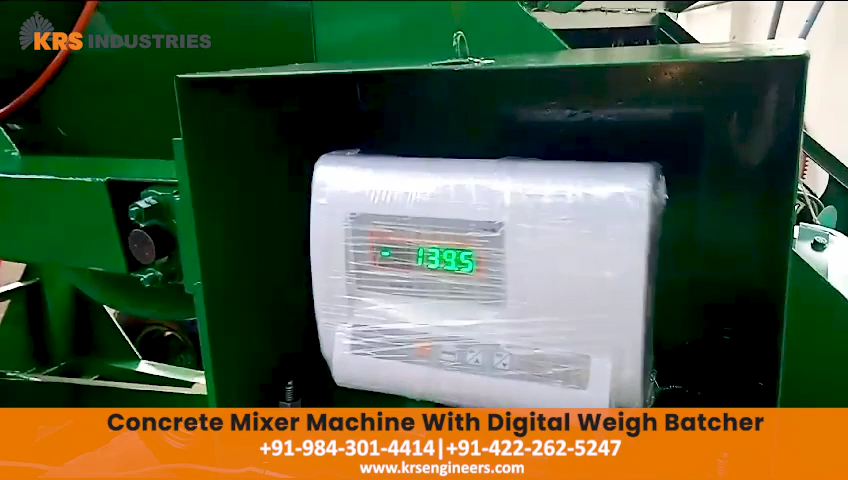 KRS INDUSTRIES
- 139.5
Concrete Mixer Machine With Digital Weigh Batcher
+91-984-301-4414|+91-422-262-5247
www.krsengineers.com